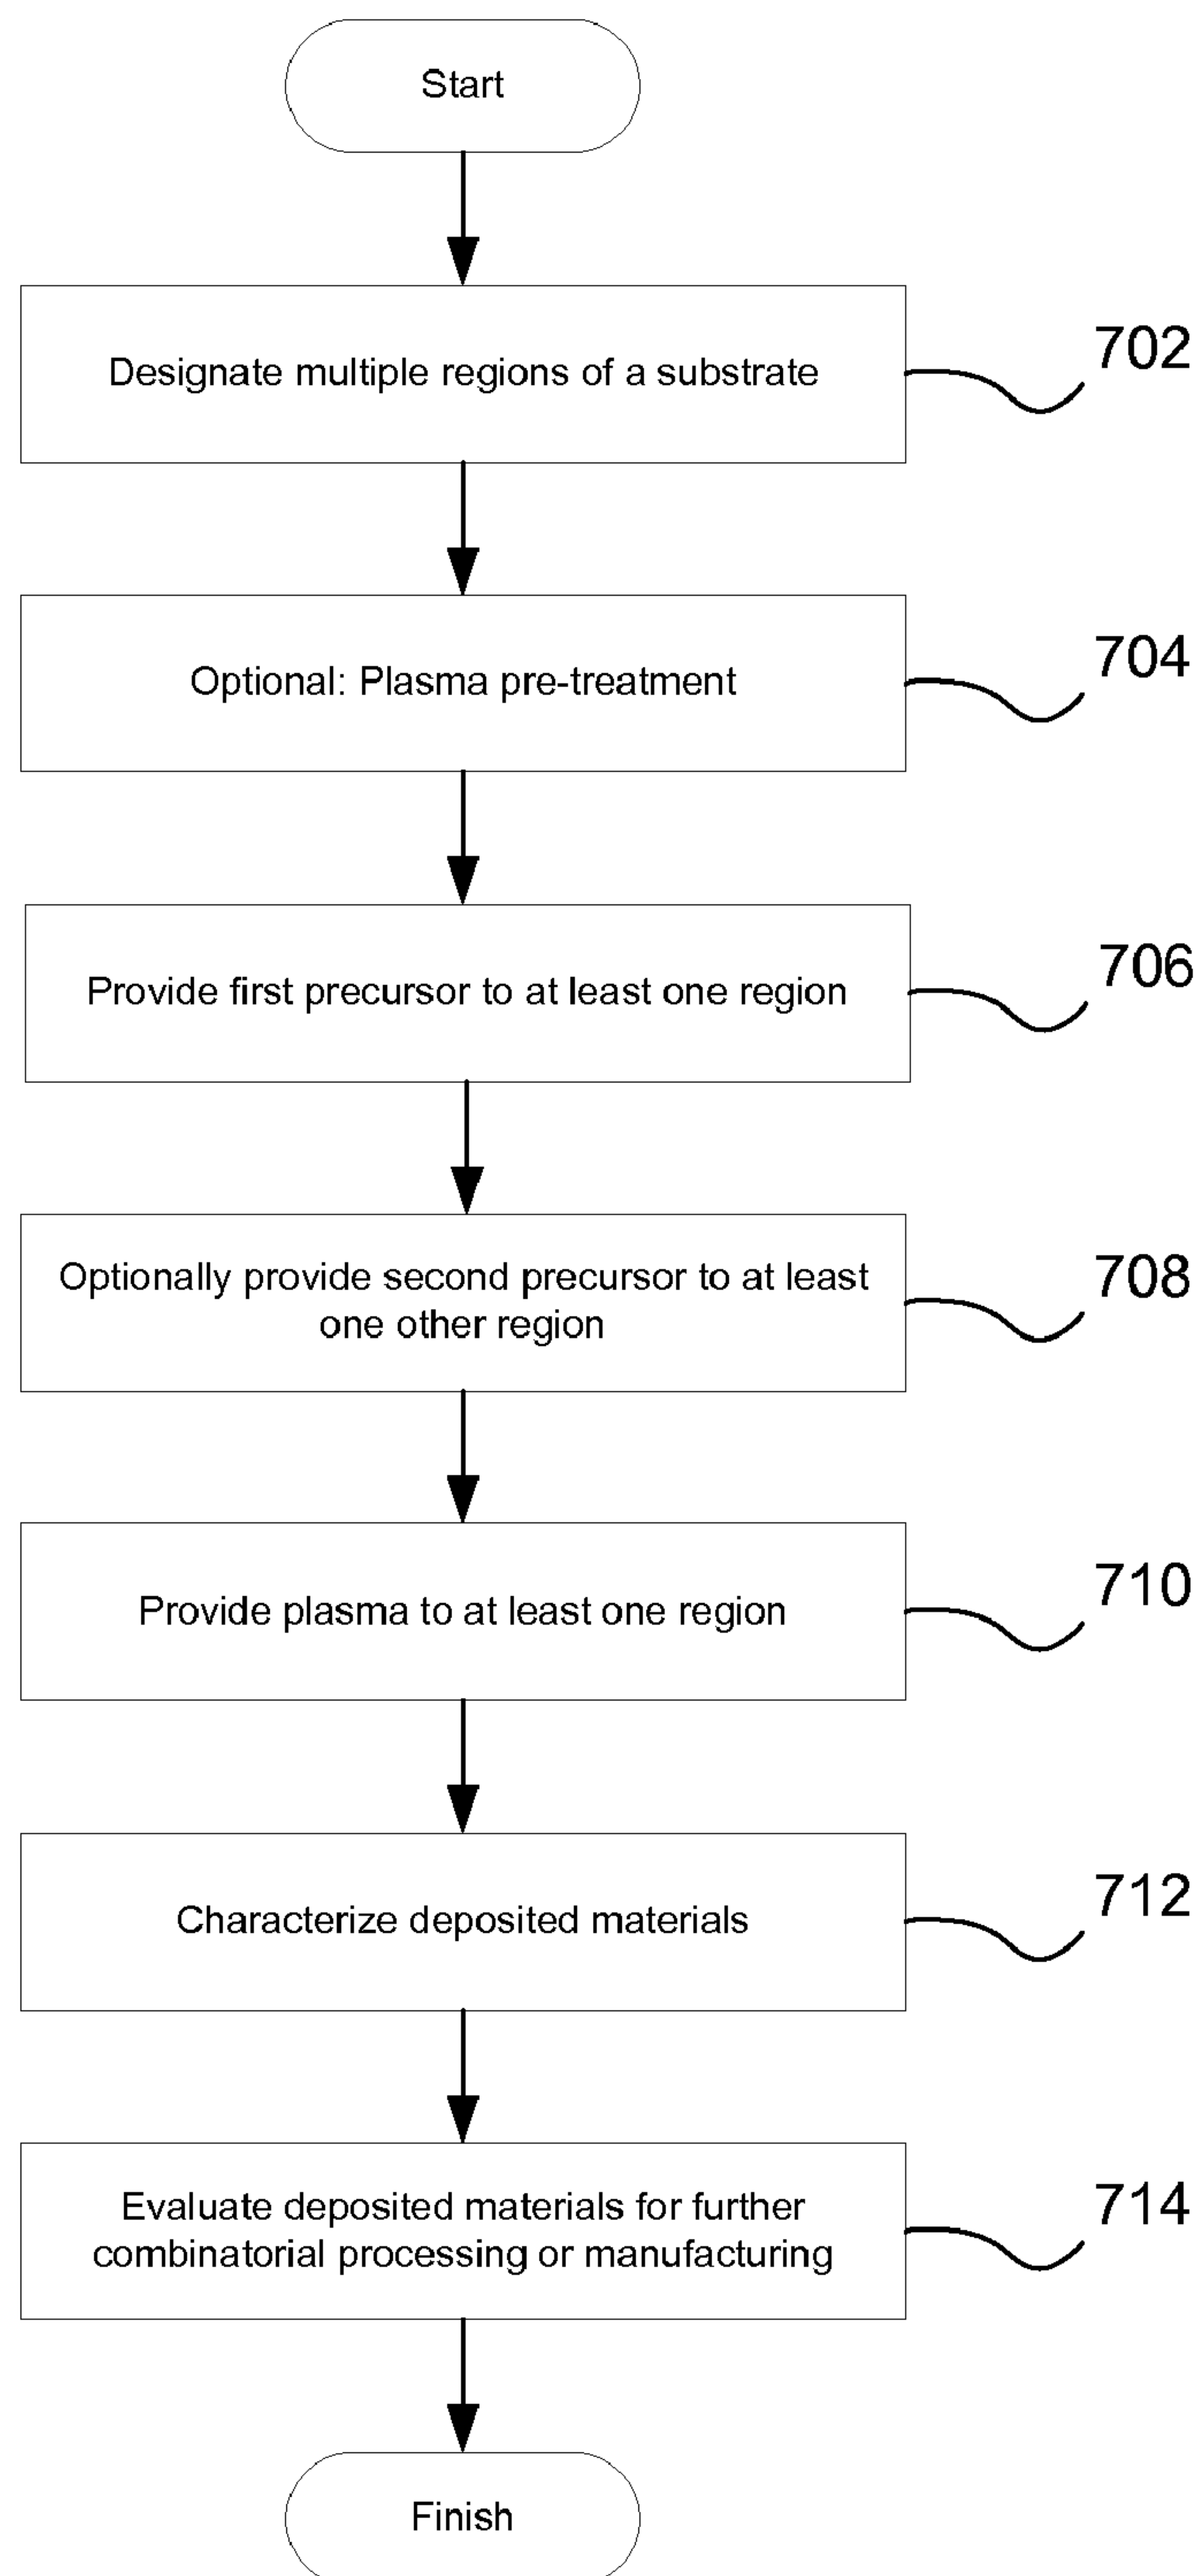 Start
Designate multiple regions of a substrate
702
Optional: Plasma pre-treatment
704
Provide first precursor to at least one region
706
Optionally provide second precursor to at least
one other region
708
Provide plasma to at least one region
710
Characterize deposited materials
712
Evaluate deposited materials for further
combinatorial processing or manufacturing
714
Finish